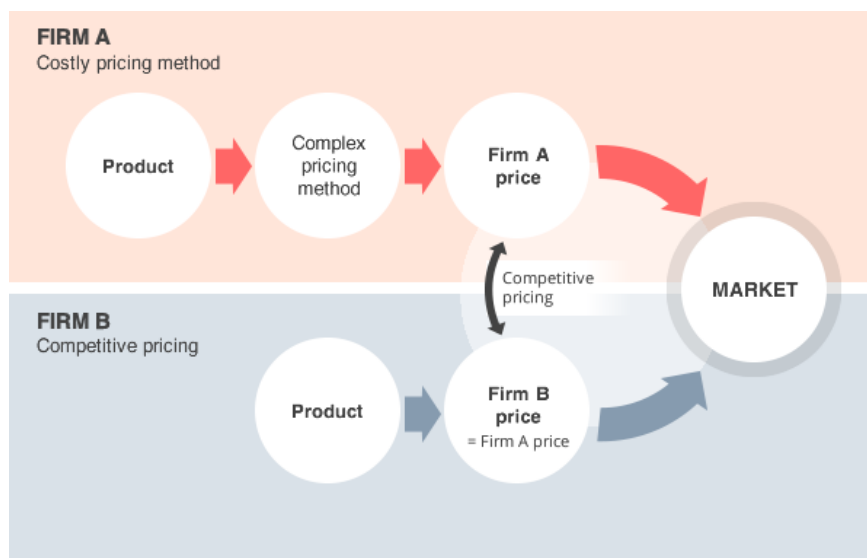 FIRM A
Costly pricing method
Product
Complex
pricing
method
Firm A
price
Competitive
pricing
MARKET
FIRM B
Competitive pricing
Product
Firm B
price
= Firm A price